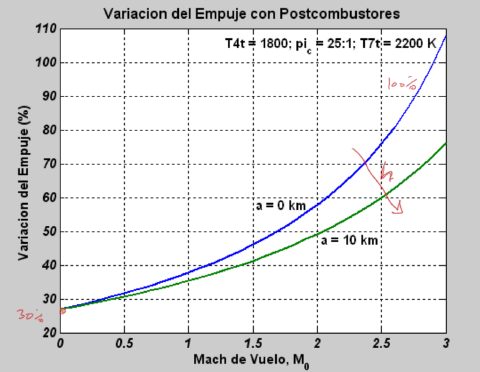 Variacion del Empuje con Postcombustores
T4t = 1800; pi_c = 25:1; T7t = 2200 K
110
100
90
80
70
60
50
40
30
20
Variacion del Empuje (%)
100%
h
a = 0 km
a = 10 km
30%
0
0.5
1
1.5
2
2.5
3
Mach de Vuelo, M_0